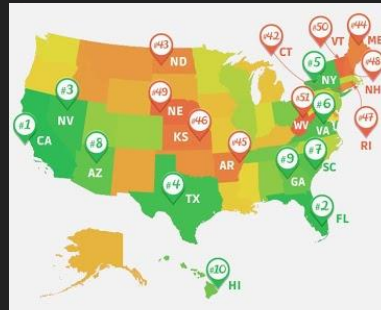 #50
#44
#43
#42
VT
ME
CT
#48
ND
#5
NH
#3
#49
NY
#1
NE
#51
#6
#47
NV
#46
WV
VA
RI
CA
#8
KS
#45
#7
#9
SC
AZ
#4
AR
GA
TX
#2
FL
#10
HI